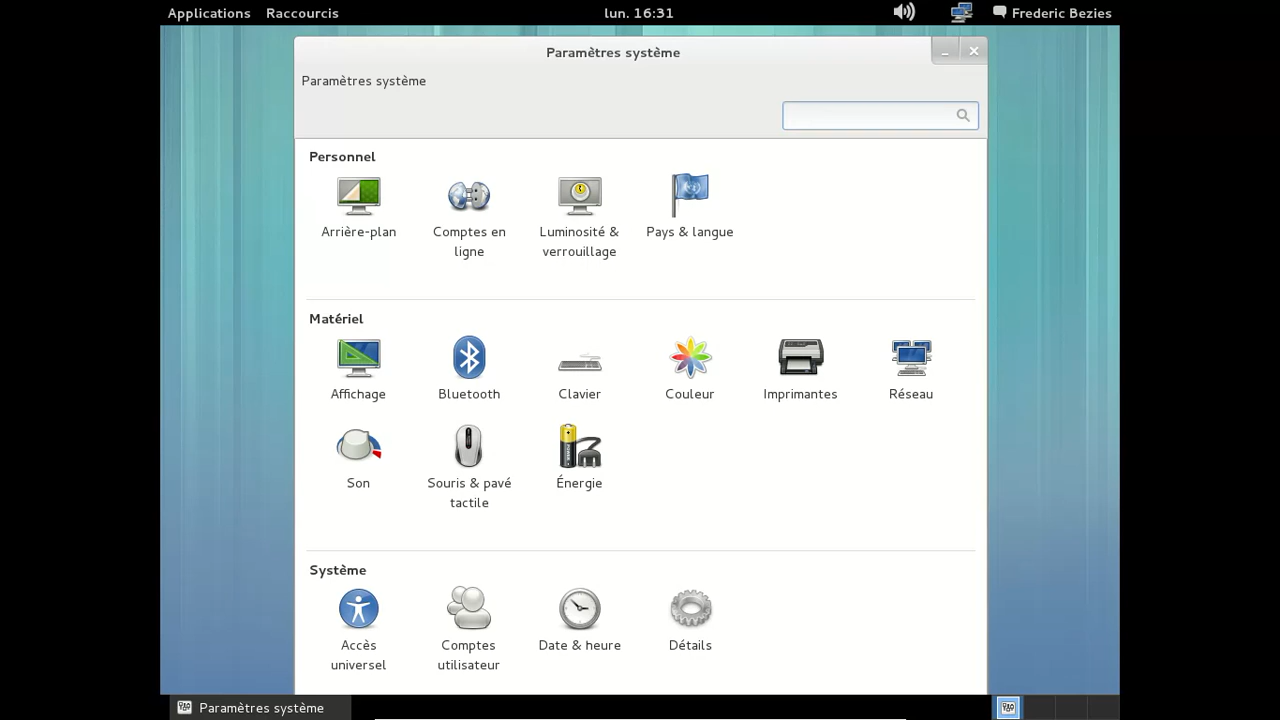 Applications Raccourcis lun. 16:31 Frederic Bezies
Paramètres système
Paramètres système
Personnel
Arrière-plan
Comptes en
ligne
Luminosité &
verrouillage
Pays & langue
Matériel
Affichage
Bluetooth
Clavier
Couleur
Imprimantes
Réseau
Son
Souris & pavé
tactile
Énergie
Système
Accès
universel
Comptes
utilisateur
Date & heure
Détails
Paramètres système